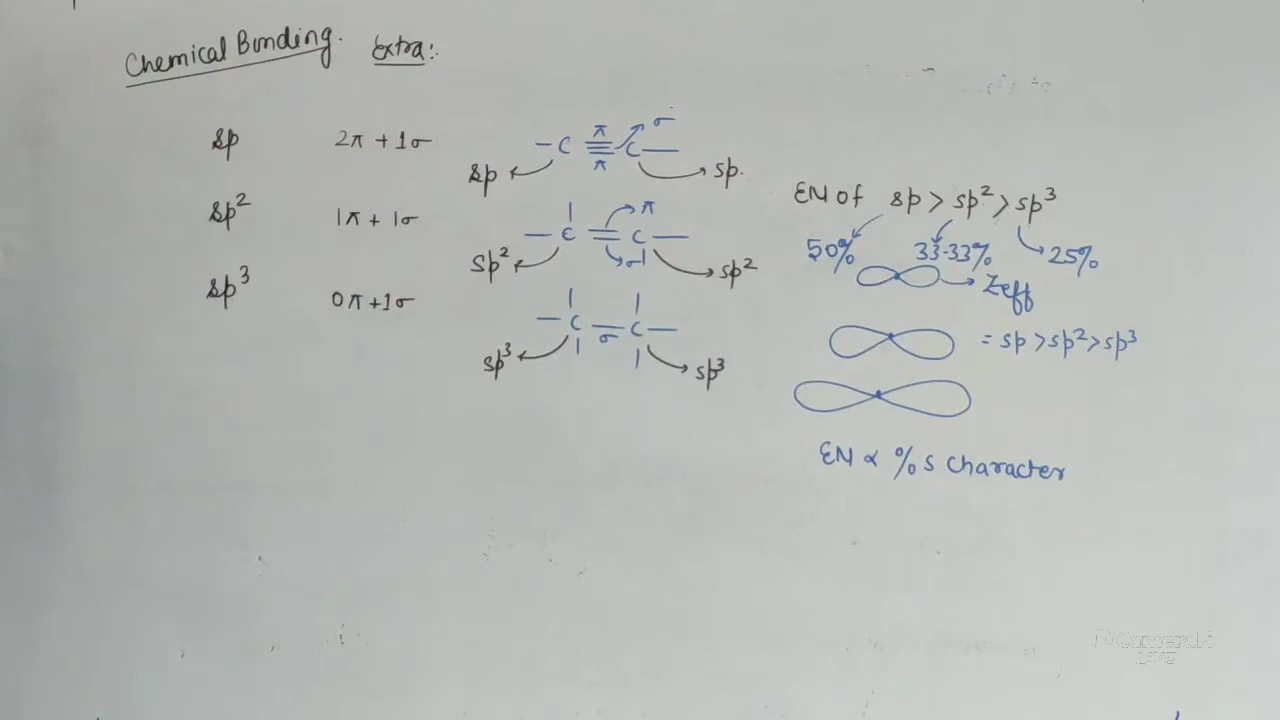 Chemical Bonding. Extra:.
sp 2π + 1σ
sp² 1π + 1σ
sp³ 0π + 1σ
π σ
– C ≡ C –
π
sp sp.
π
– C = C –
σ
sp² sp²
– C – C –
σ
sp³ sp³
EN of sp > sp² > sp³
50% 33.33% 25%
Zeff
= sp > sp² > sp³
EN ∝ % s character